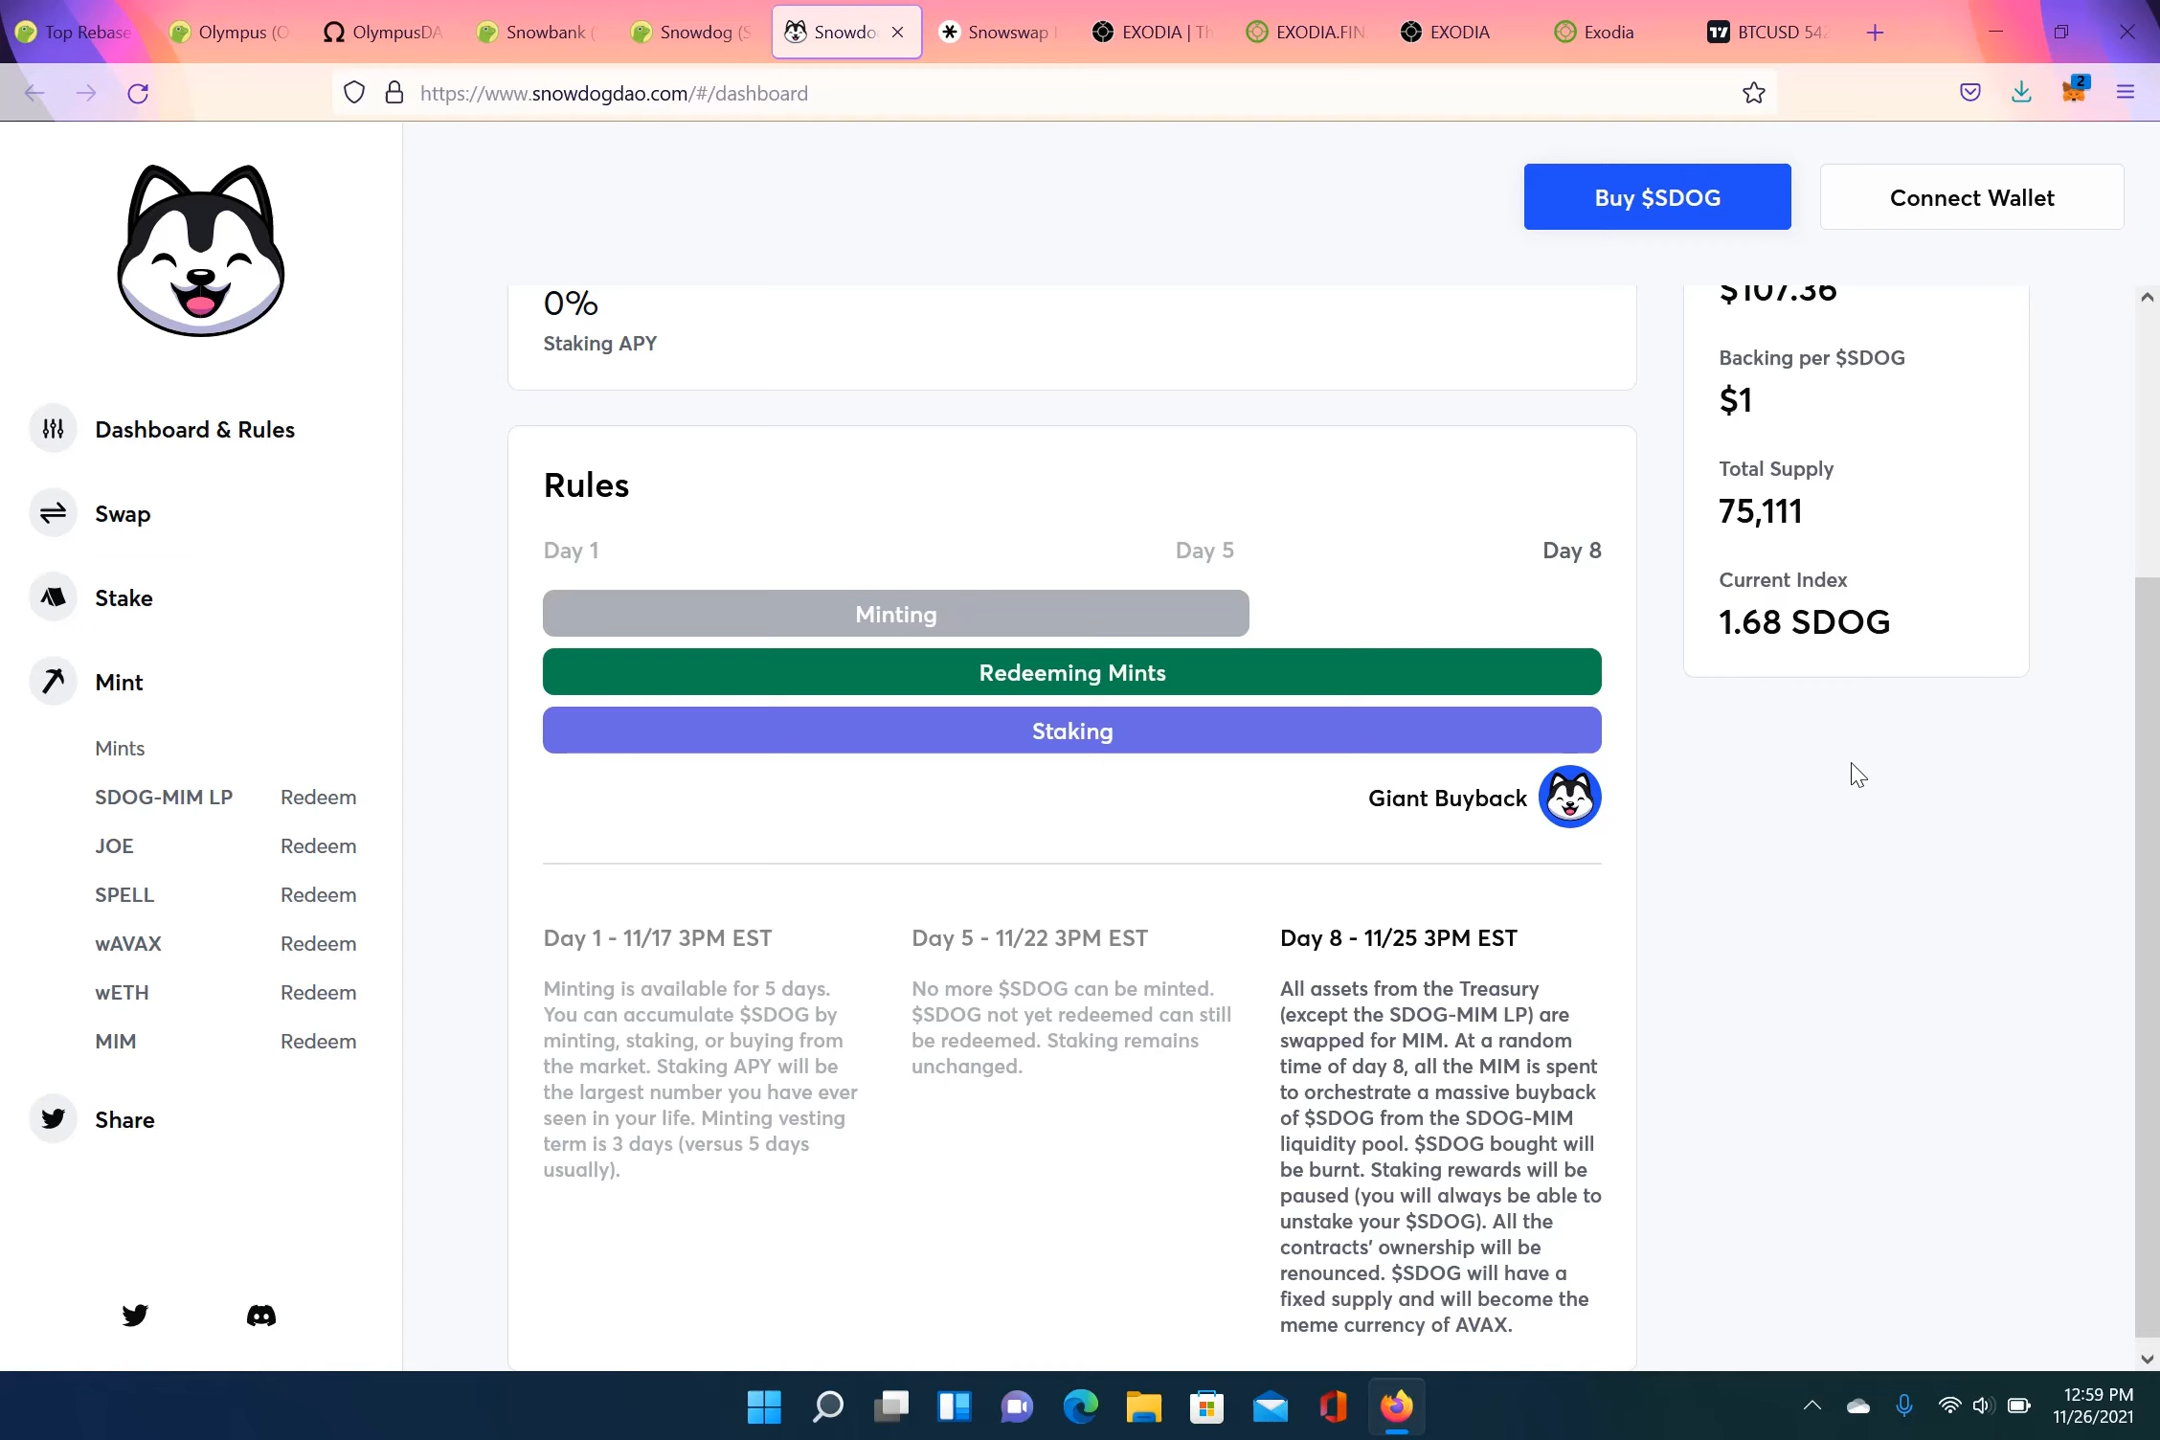 Top Rebase
Olympus (O
OlympusDA
Snowbank (
Snowdog (S
Snowdo
Snowswap
EXODIA | Th
EXODIA.FIN
EXODIA
Exodia
BTCUSD 542
https://www.snowdogdao.com/#/dashboard
2
Buy $SDOG
Connect Wallet
Dashboard & Rules
Swap
Stake
Mint
Mints
SDOG-MIM LP Redeem
JOE Redeem
SPELL Redeem
wAVAX Redeem
wETH Redeem
MIM Redeem
Share
0%
Staking APY
Rules
Day 1 Day 5 Day 8
Minting
Redeeming Mints
Staking
Giant Buyback
Day 1 - 11/17 3PM EST
Minting is available for 5 days.
You can accumulate $SDOG by
minting, staking, or buying from
the market. Staking APY will be
the largest number you have ever
seen in your life. Minting vesting
term is 3 days (versus 5 days
usually).
Day 5 - 11/22 3PM EST
No more $SDOG can be minted.
$SDOG not yet redeemed can still
be redeemed. Staking remains
unchanged.
Day 8 - 11/25 3PM EST
All assets from the Treasury
(except the SDOG-MIM LP) are
swapped for MIM. At a random
time of day 8, all the MIM is spent
to orchestrate a massive buyback
of $SDOG from the SDOG-MIM
liquidity pool. $SDOG bought will
be burnt. Staking rewards will be
paused (you will always be able to
unstake your $SDOG). All the
contracts' ownership will be
renounced. $SDOG will have a
fixed supply and will become the
meme currency of AVAX.
$107.36
Backing per $SDOG
$1
Total Supply
75,111
Current Index
1.68 SDOG
12:59 PM
11/26/2021